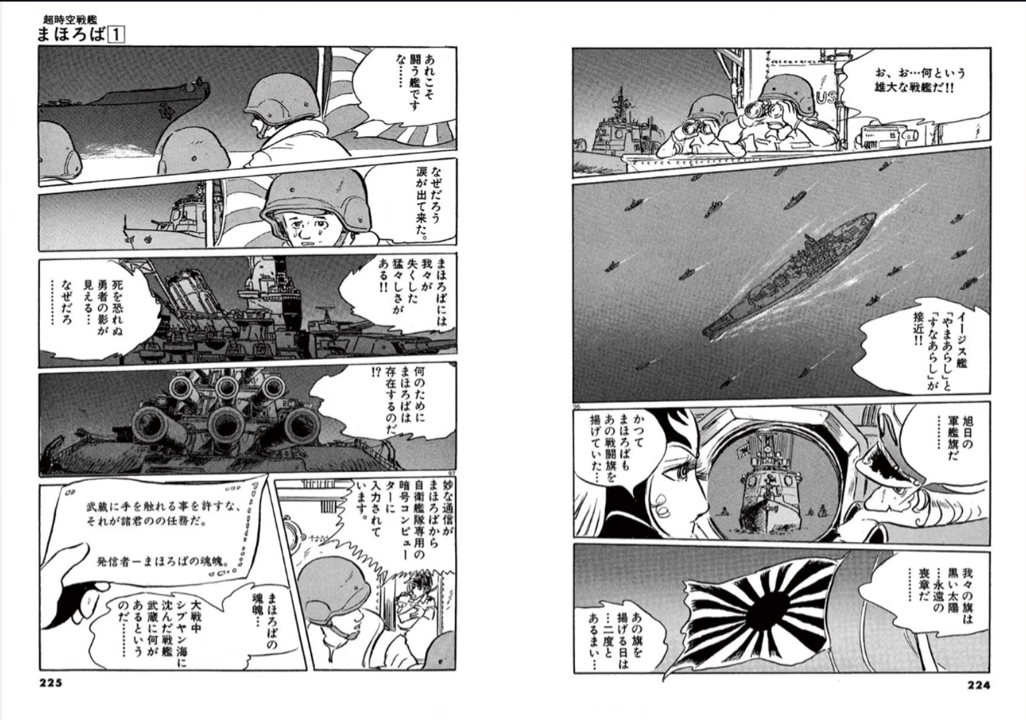 お、お…何という
雄大な戦艦だ!!
US
イージス艦
「やまあらし」と
「すなあらし」が
接近!!
96
旭日の
軍艦旗だ
…………
かつて
まほろばも
あの戦闘旗を
揚げていた…
我々の旗は
黒い太陽
……永遠の
喪章だ
あの旗を
揚げる日は
…二度と
あるまい…
224
超時空戦艦
まほろば1
あれこそ
闘う艦です
な……
なぜだろう
涙が出て来た。
まほろばには
我々が
失くした
猛々しさが
ある!!
死を恐れぬ
勇者の影が
見える…
なぜだろ
…………
何のために
まほろばは
存在するのだ
!?
97
妙な通信が
まほろばから
自衛艦隊専用の
暗号コンピュー
ターに
入力されて
います。
武蔵に手を触れる事を許すな、
それが諸君のの任務だ。
発信者ーまほろばの魂魄。
まほろばの
魂魄…
大戦中
シブヤン海に
沈んだ戦艦
武蔵に何が
あるという
のだ……
225